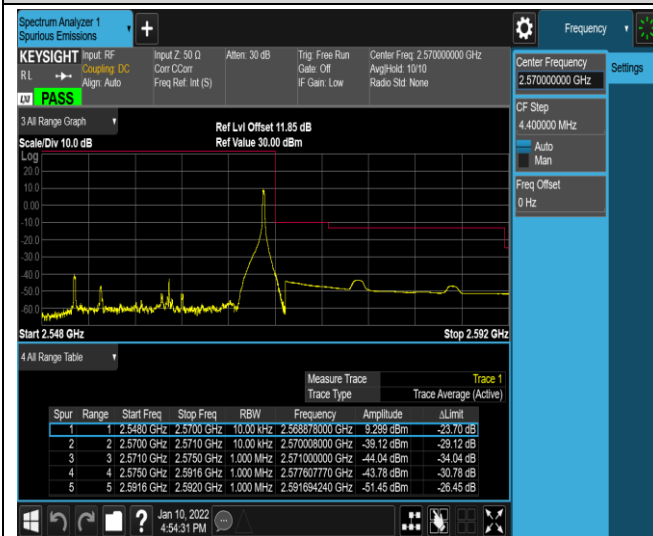 Spectrum Analyzer 1
Spurious Emissions
Frequency
KEYSIGHT Input: RF Input Z: 50 Ω Atten: 30 dB Trig: Free Run Center Freq: 2.570000000 GHz
RL Coupling: DC Corr CCorr Gate: Off Avg|Hold: 10/10
Align: Auto Freq Ref: Int (S) IF Gain: Low Radio Std: None
LXI PASS
Center Frequency
2.570000000 GHz
Settings
CF Step
4.400000 MHz
Auto
Man
Freq Offset
0 Hz
3 All Range Graph
Ref Lvl Offset 11.85 dB
Scale/Div 10.0 dB Ref Value 30.00 dBm
Log
20.0
10.0
0.00
-10.0
-20.0
-30.0
-40.0
-50.0
-60.0
Start 2.548 GHz Stop 2.592 GHz
4 All Range Table
Measure Trace Trace 1
Trace Type Trace Average (Active)
Spur Range Start Freq Stop Freq RBW Frequency Amplitude ΔLimit
1 1 2.5480 GHz 2.5700 GHz 10.00 kHz 2.568878000 GHz 9.299 dBm -23.70 dB
2 2 2.5700 GHz 2.5710 GHz 10.00 kHz 2.570008000 GHz -39.12 dBm -29.12 dB
3 3 2.5710 GHz 2.5750 GHz 1.000 MHz 2.571000000 GHz -44.04 dBm -34.04 dB
4 4 2.5750 GHz 2.5916 GHz 1.000 MHz 2.577607770 GHz -43.78 dBm -30.78 dB
5 5 2.5916 GHz 2.5920 GHz 1.000 MHz 2.591694240 GHz -51.45 dBm -26.45 dB
Jan 10, 2022
4:54:31 PM